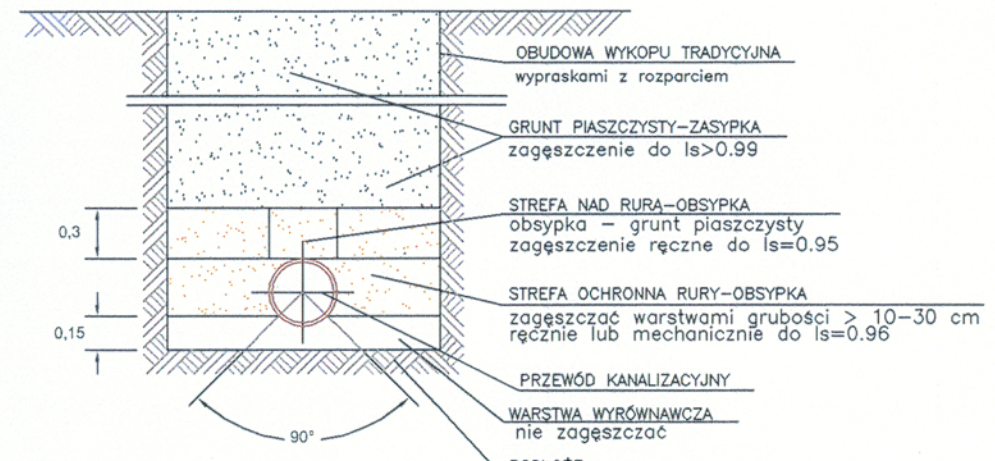 OBUDOWA WYKOPU TRADYCYJNA
wypraskami z rozparciem
GRUNT PIASZCZYSTY-ZASYPKA
zagęszczenie do Is>0.99
0,3
STREFA NAD RURĄ-OBSYPKA
obsypka - grunt piaszczysty
zagęszczenie ręczne do Is=0.95
STREFA OCHRONNA RURY-OBSYPKA
zagęszczać warstwami grubości > 10-30 cm
ręcznie lub mechanicznie do Is=0.96
0,15
PRZEWÓD KANALIZACYJNY
WARSTWA WYRÓWNAWCZA
nie zagęszczać
90°